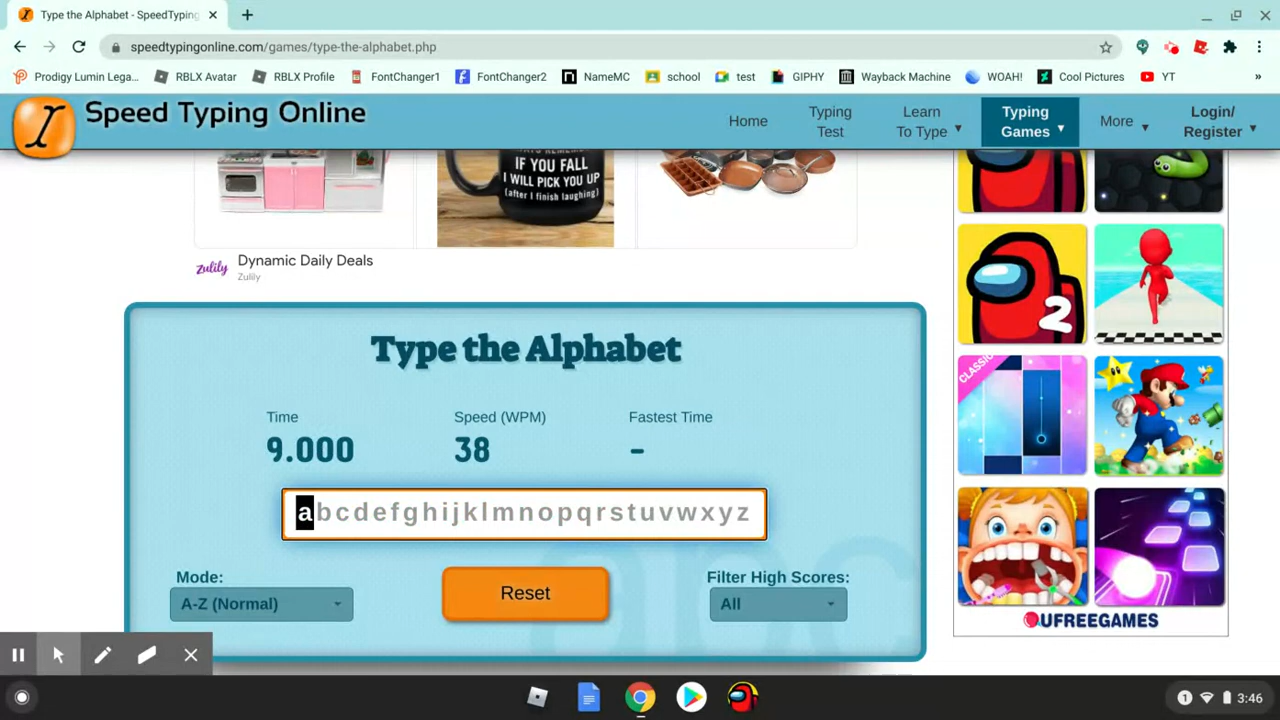 Type the Alphabet - SpeedTyping
speedtypingonline.com/games/type-the-alphabet.php
Prodigy Lumin Lega... RBLX Avatar RBLX Profile FontChanger1 FontChanger2 NameMC school test GIPHY Wayback Machine WOAH! Cool Pictures YT »
Speed Typing Online
Home
Typing Test
Learn To Type
Typing Games
More
Login/ Register
IF YOU FALL
I WILL PICK YOU UP
(after I finish laughing)
Zulily
Dynamic Daily Deals
Zulily
2
CLASSIC
UFREEGAMES
Type the Alphabet
Time Speed (WPM) Fastest Time
9.000 38 -
a b c d e f g h i j k l m n o p q r s t u v w x y z
Mode: Filter High Scores:
A-Z (Normal) Reset All
abc
1 3:46